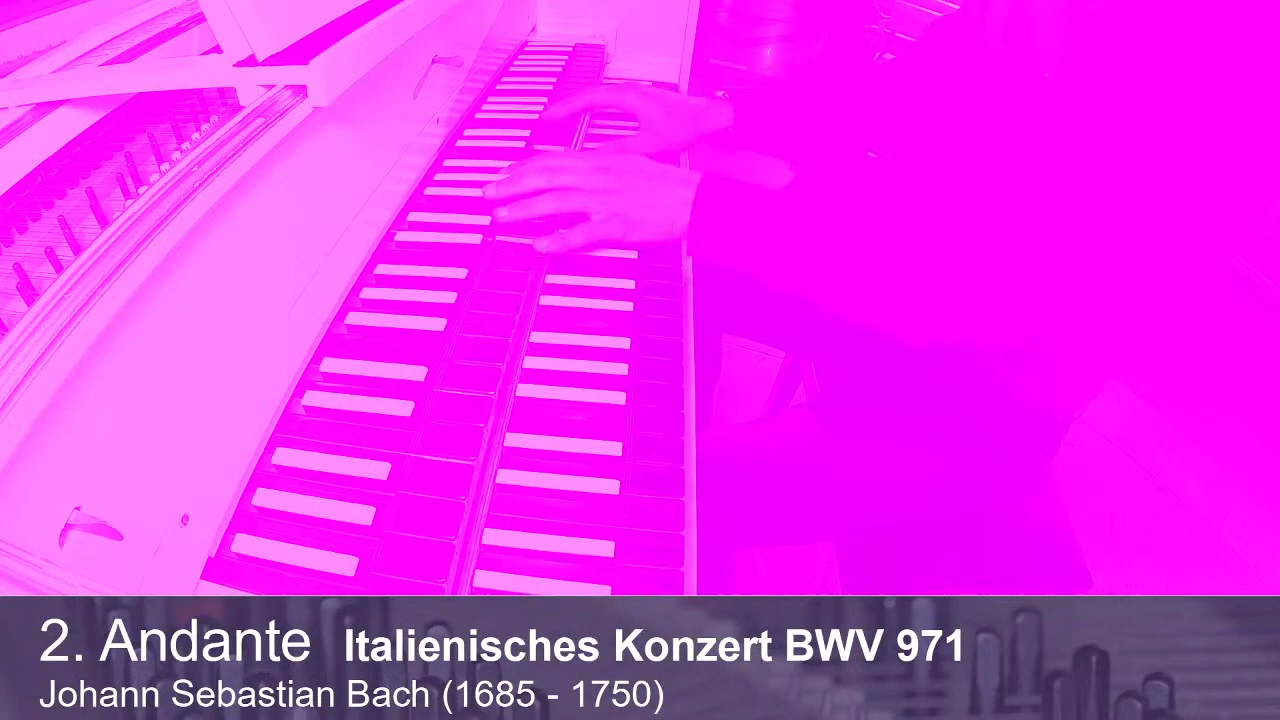 2. Andante Italienisches Konzert BWV 971
Johann Sebastian Bach (1685 - 1750)